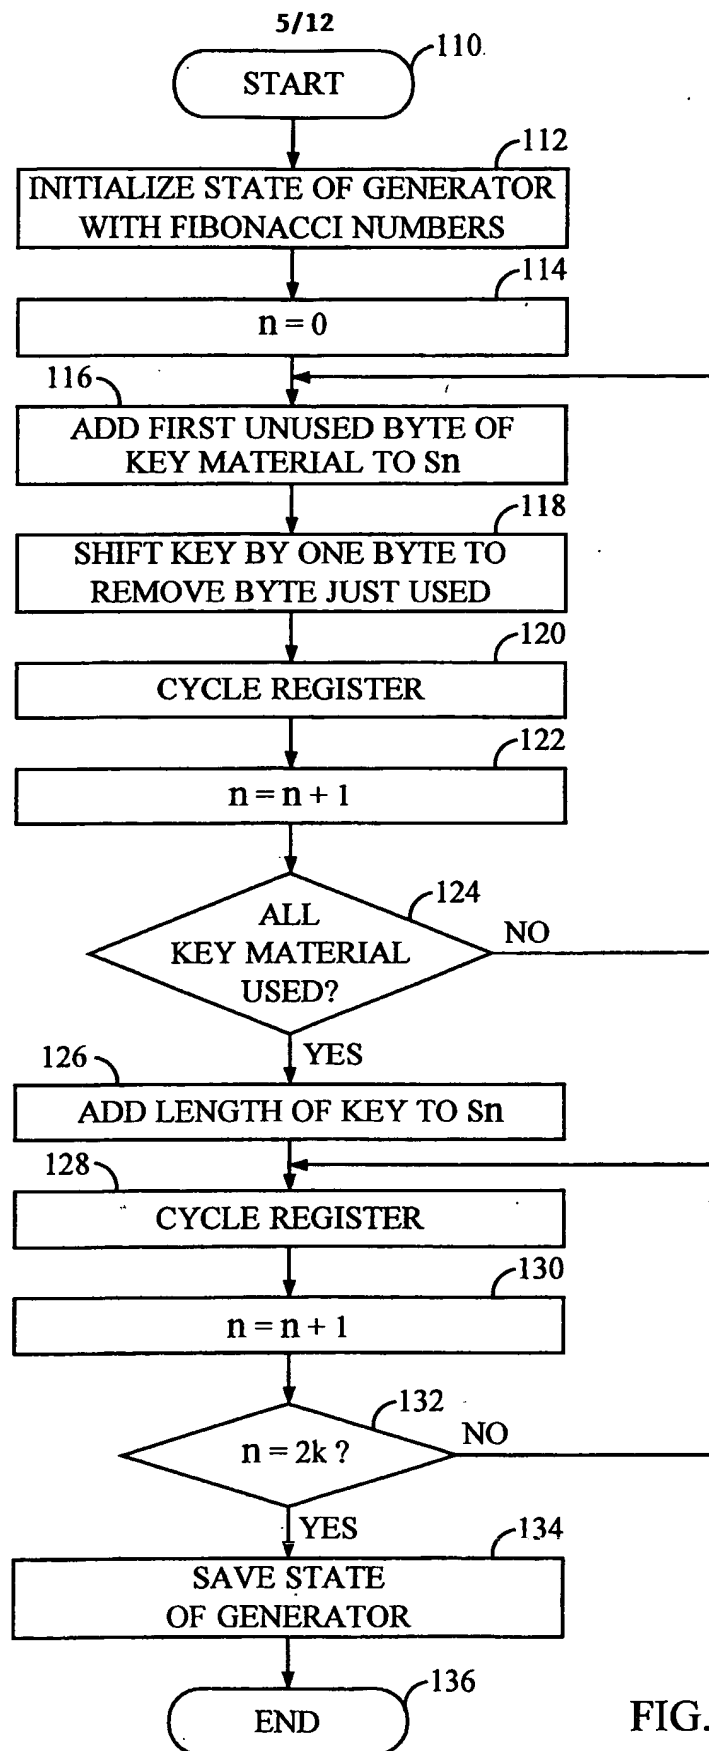 5/12
110
START
112
INITIALIZE STATE OF GENERATOR
WITH FIBONACCI NUMBERS
114
n = 0
116
ADD FIRST UNUSED BYTE OF
KEY MATERIAL TO Sn
118
SHIFT KEY BY ONE BYTE TO
REMOVE BYTE JUST USED
120
CYCLE REGISTER
122
n = n + 1
124
ALL
KEY MATERIAL
USED?
NO
YES
126
ADD LENGTH OF KEY TO Sn
128
CYCLE REGISTER
130
n = n + 1
132
n = 2k ?
NO
YES
134
SAVE STATE
OF GENERATOR
136
END
FIG.